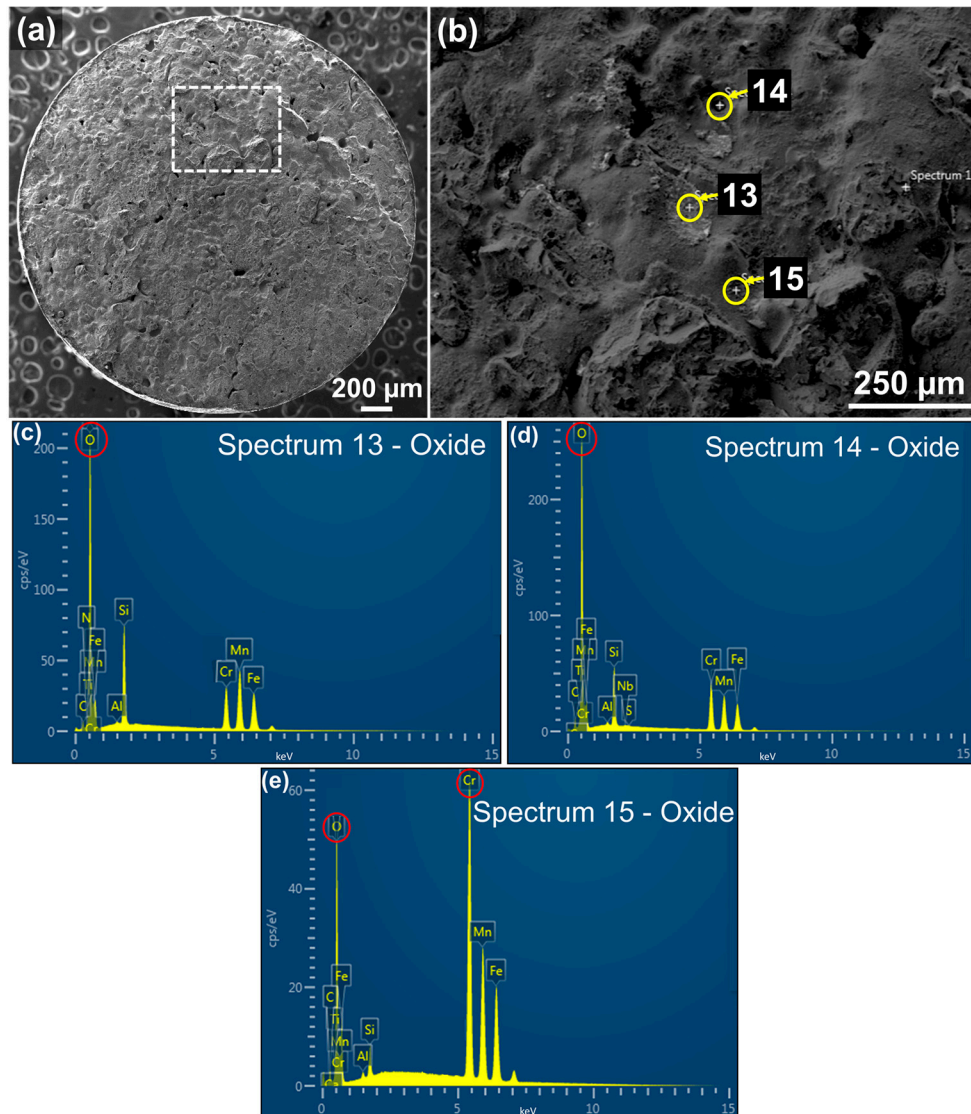 (a)
200 μm
(b)
14
13
Spectrum 1
15
250 μm
(c)
Spectrum 13 - Oxide
200
150
100
50
0
cps/eV
O
N
Fe
Mn
Ti
C
Cr
Al
Si
Cr
Mn
Fe
0
5
keV
10
15
(d)
Spectrum 14 - Oxide
200
100
0
cps/eV
O
Fe
Mn
Ti
C
Cr
Al
Si
Nb
S
Cr
Mn
Fe
0
5
keV
10
15
(e)
Spectrum 15 - Oxide
60
40
20
0
cps/eV
O
Fe
C
Ti
Mn
Cr
Al
Si
Cr
Mn
Fe
0
5
keV
10
15